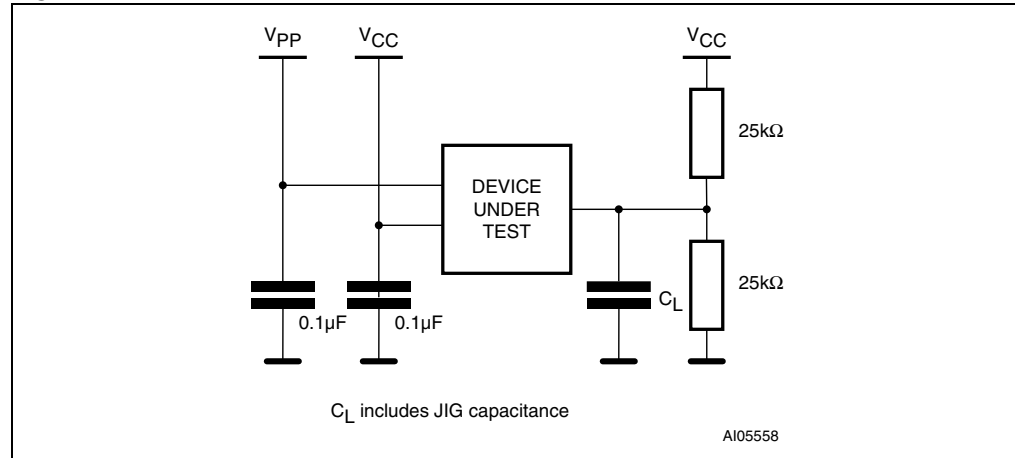 VPP
VCC
VCC
25kΩ
DEVICE
UNDER
TEST
25kΩ
CL
0.1µF
0.1µF
CL includes JIG capacitance
AI05558